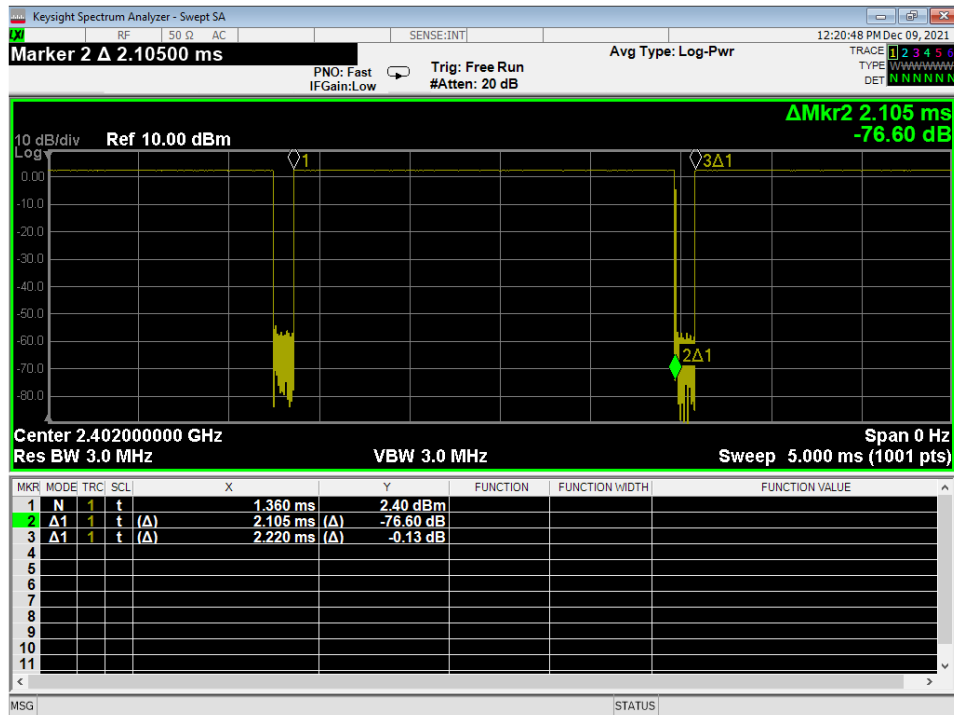 Keysight Spectrum Analyzer - Swept SA
LXI RF 50 Ω AC SENSE:INT 12:20:48 PM Dec 09, 2021
Marker 2 Δ 2.10500 ms Avg Type: Log-Pwr TRACE 1 2 3 4 5 6
PNO: Fast Trig: Free Run TYPE WWWWWWW
IFGain:Low #Atten: 20 dB DET N N N N N N
ΔMkr2 2.105 ms
10 dB/div Ref 10.00 dBm -76.60 dB
Log
1 3Δ1
0.00
-10.0
-20.0
-30.0
-40.0
-50.0
-60.0
2Δ1
-70.0
-80.0
Center 2.402000000 GHz Span 0 Hz
Res BW 3.0 MHz VBW 3.0 MHz Sweep 5.000 ms (1001 pts)
MKR MODE TRC SCL X Y FUNCTION FUNCTION WIDTH FUNCTION VALUE
1 N 1 t 1.360 ms 2.40 dBm
2 Δ1 1 t (Δ) 2.105 ms (Δ) -76.60 dB
3 Δ1 1 t (Δ) 2.220 ms (Δ) -0.13 dB
4
5
6
7
8
9
10
11
MSG STATUS